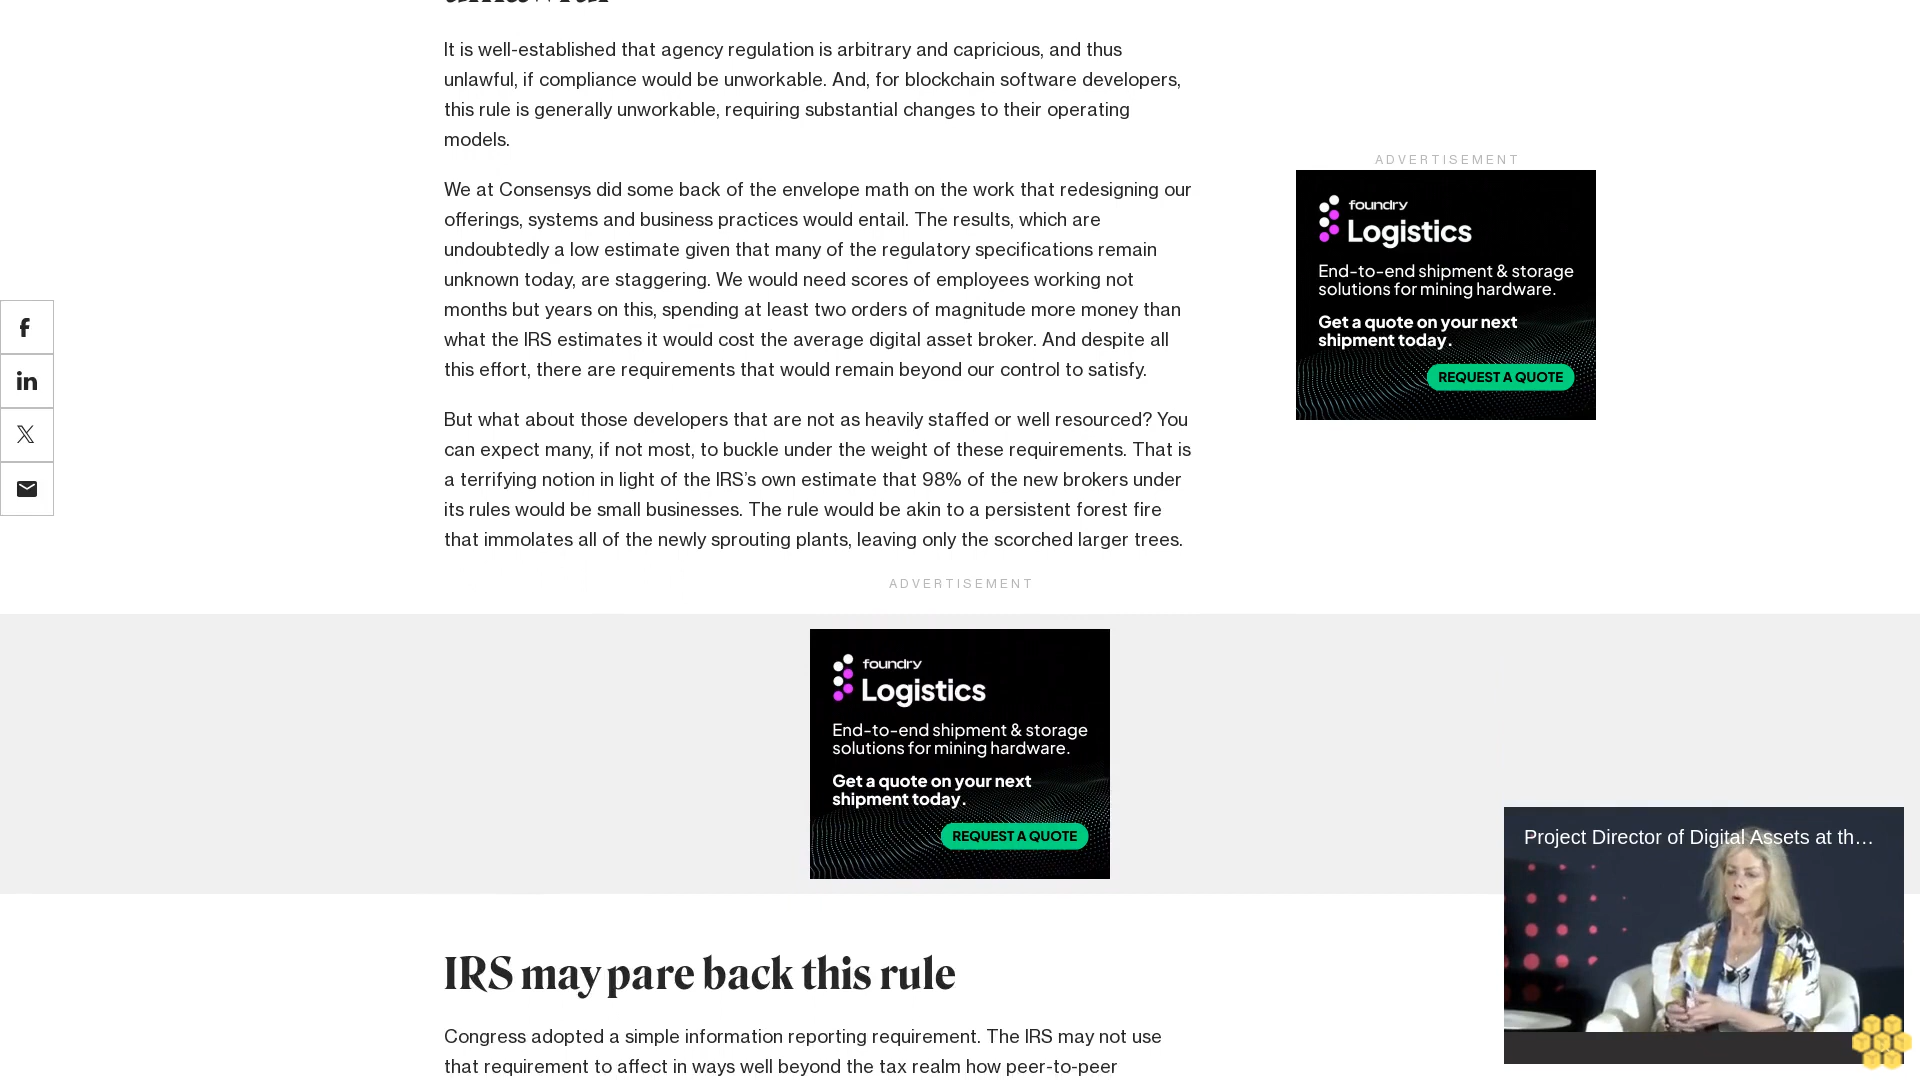 It is well-established that agency regulation is arbitrary and capricious, and thus
unlawful, if compliance would be unworkable. And, for blockchain software developers,
this rule is generally unworkable, requiring substantial changes to their operating
models.
We at Consensys did some back of the envelope math on the work that redesigning our
offerings, systems and business practices would entail. The results, which are
undoubtedly a low estimate given that many of the regulatory specifications remain
unknown today, are staggering. We would need scores of employees working not
months but years on this, spending at least two orders of magnitude more money than
what the IRS estimates it would cost the average digital asset broker. And despite all
this effort, there are requirements that would remain beyond our control to satisfy.
But what about those developers that are not as heavily staffed or well resourced? You
can expect many, if not most, to buckle under the weight of these requirements. That is
a terrifying notion in light of the IRS’s own estimate that 98% of the new brokers under
its rules would be small businesses. The rule would be akin to a persistent forest fire
that immolates all of the newly sprouting plants, leaving only the scorched larger trees.
ADVERTISEMENT
foundry
Logistics
End-to-end shipment & storage
solutions for mining hardware.
Get a quote on your next
shipment today.
REQUEST A QUOTE
ADVERTISEMENT
foundry
Logistics
End-to-end shipment & storage
solutions for mining hardware.
Get a quote on your next
shipment today.
REQUEST A QUOTE
Project Director of Digital Assets at th…
IRS may pare back this rule
Congress adopted a simple information reporting requirement. The IRS may not use
that requirement to affect in ways well beyond the tax realm how peer-to-peer